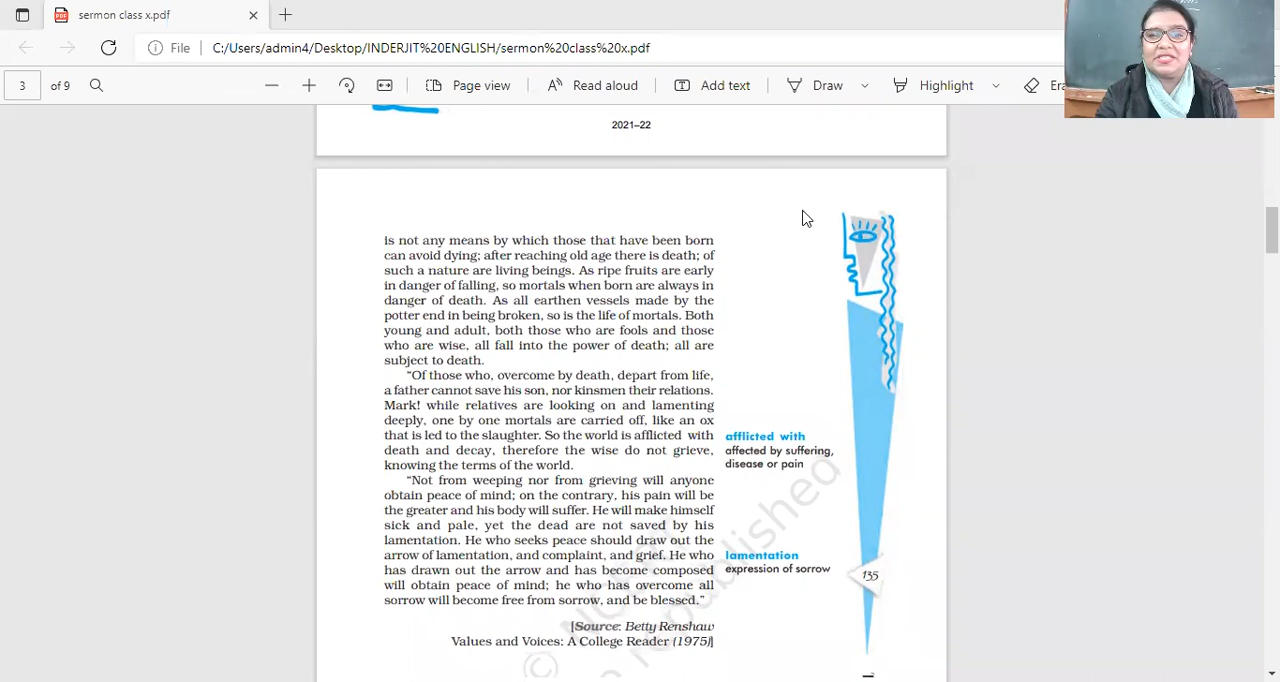 sermon class x.pdf
File
C:/Users/admin4/Desktop/INDERJIT%20ENGLISH/sermon%20class%20x.pdf
3 of 9
Page view
Read aloud
Add text
Draw
Highlight
Era
2021–22
is not any means by which those that have been born
can avoid dying; after reaching old age there is death; of
such a nature are living beings. As ripe fruits are early
in danger of falling, so mortals when born are always in
danger of death. As all earthen vessels made by the
potter end in being broken, so is the life of mortals. Both
young and adult, both those who are fools and those
who are wise, all fall into the power of death; all are
subject to death.
“Of those who, overcome by death, depart from life,
a father cannot save his son, nor kinsmen their relations.
Mark! while relatives are looking on and lamenting
deeply, one by one mortals are carried off, like an ox
that is led to the slaughter. So the world is afflicted with
death and decay, therefore the wise do not grieve,
knowing the terms of the world.
afflicted with
affected by suffering,
disease or pain
“Not from weeping nor from grieving will anyone
obtain peace of mind; on the contrary, his pain will be
the greater and his body will suffer. He will make himself
sick and pale, yet the dead are not saved by his
lamentation. He who seeks peace should draw out the
arrow of lamentation, and complaint, and grief. He who
has drawn out the arrow and has become composed
will obtain peace of mind; he who has overcome all
sorrow will become free from sorrow, and be blessed.”
lamentation
expression of sorrow
135
[Source: Betty Renshaw
Values and Voices: A College Reader (1975)]